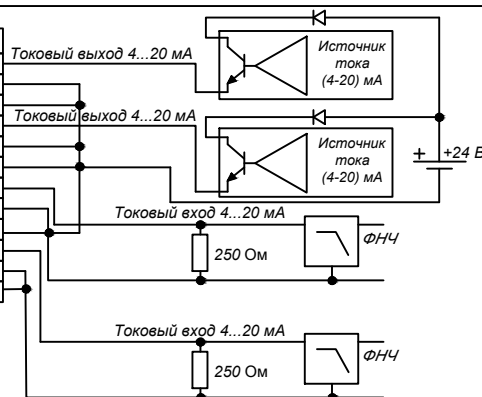 Токовый выход 4...20 мА
Источник
тока
(4-20) мА
Токовый выход 4...20 мА
Источник
тока
(4-20) мА
+ +24 В
Токовый вход 4...20 мА
250 Ом
ФНЧ
Токовый вход 4...20 мА
250 Ом
ФНЧ